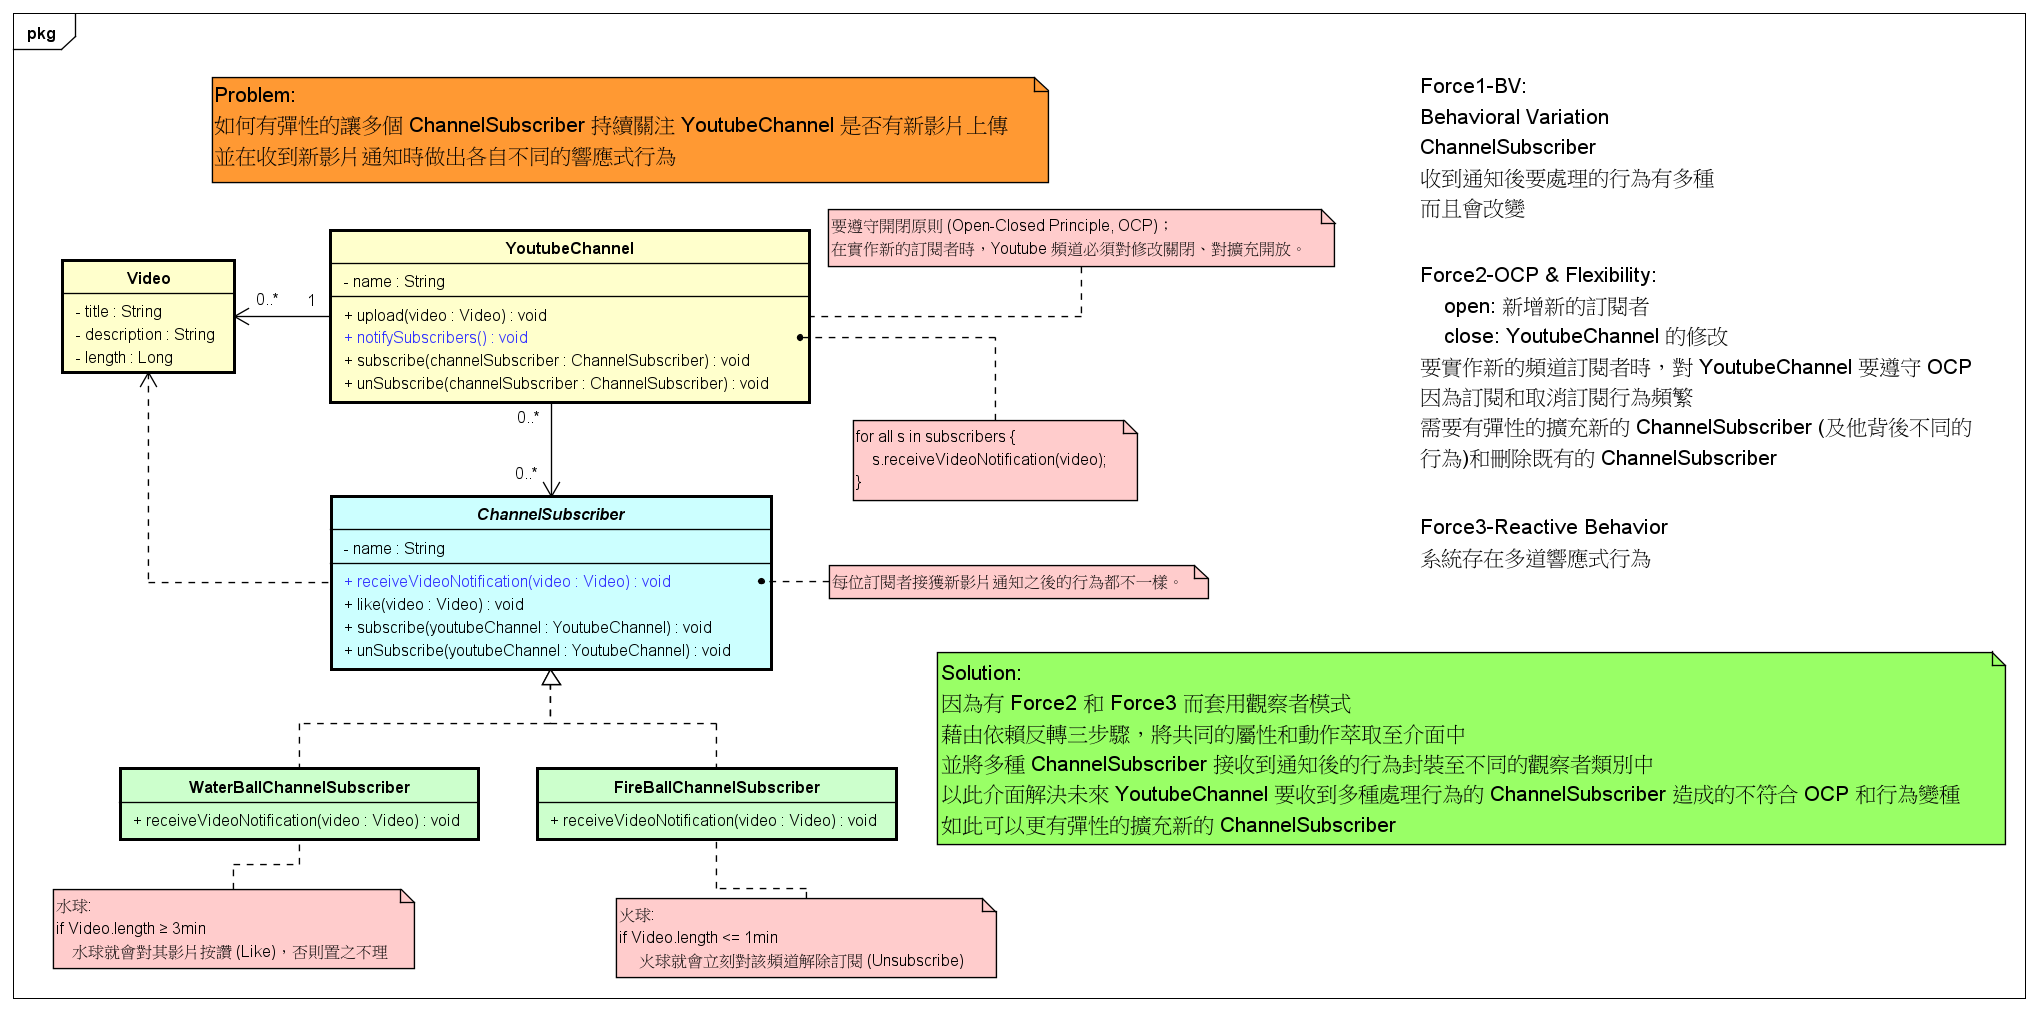 pkg
Problem:
如何有彈性的讓多個 ChannelSubscriber 持續關注 YoutubeChannel 是否有新影片上傳
並在收到新影片通知時做出各自不同的響應式行為
Force1-BV:
Behavioral Variation
ChannelSubscriber
收到通知後要處理的行為有多種
而且會改變
要遵守開閉原則 (Open-Closed Principle, OCP)；
在實作新的訂閱者時，Youtube 頻道必須對修改關閉、對擴充開放。
YoutubeChannel
- name : String
+ upload(video : Video) : void
+ notifySubscribers() : void
+ subscribe(channelSubscriber : ChannelSubscriber) : void
+ unSubscribe(channelSubscriber : ChannelSubscriber) : void
Video
- title : String
- description : String
- length : Long
0..*
1
Force2-OCP & Flexibility:
open: 新增新的訂閱者
close: YoutubeChannel 的修改
要實作新的頻道訂閱者時，對 YoutubeChannel 要遵守 OCP
因為訂閱和取消訂閱行為頻繁
需要有彈性的擴充新的 ChannelSubscriber (及他背後不同的
行為)和刪除既有的 ChannelSubscriber
0..*
0..*
for all s in subscribers {
s.receiveVideoNotification(video);
}
ChannelSubscriber
- name : String
+ receiveVideoNotification(video : Video) : void
+ like(video : Video) : void
+ subscribe(youtubeChannel : YoutubeChannel) : void
+ unSubscribe(youtubeChannel : YoutubeChannel) : void
每位訂閱者接獲新影片通知之後的行為都不一樣。
Force3-Reactive Behavior
系統存在多道響應式行為
Solution:
因為有 Force2 和 Force3 而套用觀察者模式
藉由依賴反轉三步驟，將共同的屬性和動作萃取至介面中
並將多種 ChannelSubscriber 接收到通知後的行為封裝至不同的觀察者類別中
以此介面解決未來 YoutubeChannel 要收到多種處理行為的 ChannelSubscriber 造成的不符合 OCP 和行為變種
如此可以更有彈性的擴充新的 ChannelSubscriber
WaterBallChannelSubscriber
+ receiveVideoNotification(video : Video) : void
FireBallChannelSubscriber
+ receiveVideoNotification(video : Video) : void
水球:
if Video.length ≥ 3min
水球就會對其影片按讚 (Like)，否則置之不理
火球:
if Video.length <= 1min
火球就會立刻對該頻道解除訂閱 (Unsubscribe)